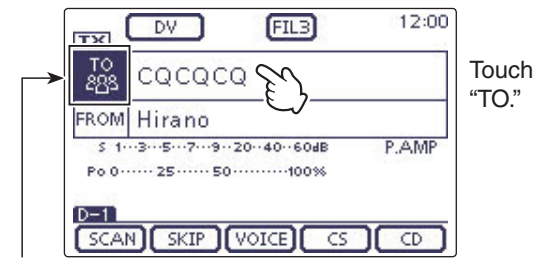 DV FIL3 12:00
TX
TO CQCQCQ
Touch
“TO.”
FROM Hirano
S 1··3··5··7··9··20··40··60dB P.AMP
Po 0······25······50··········100%
D-1
SCAN SKIP VOICE CS CD